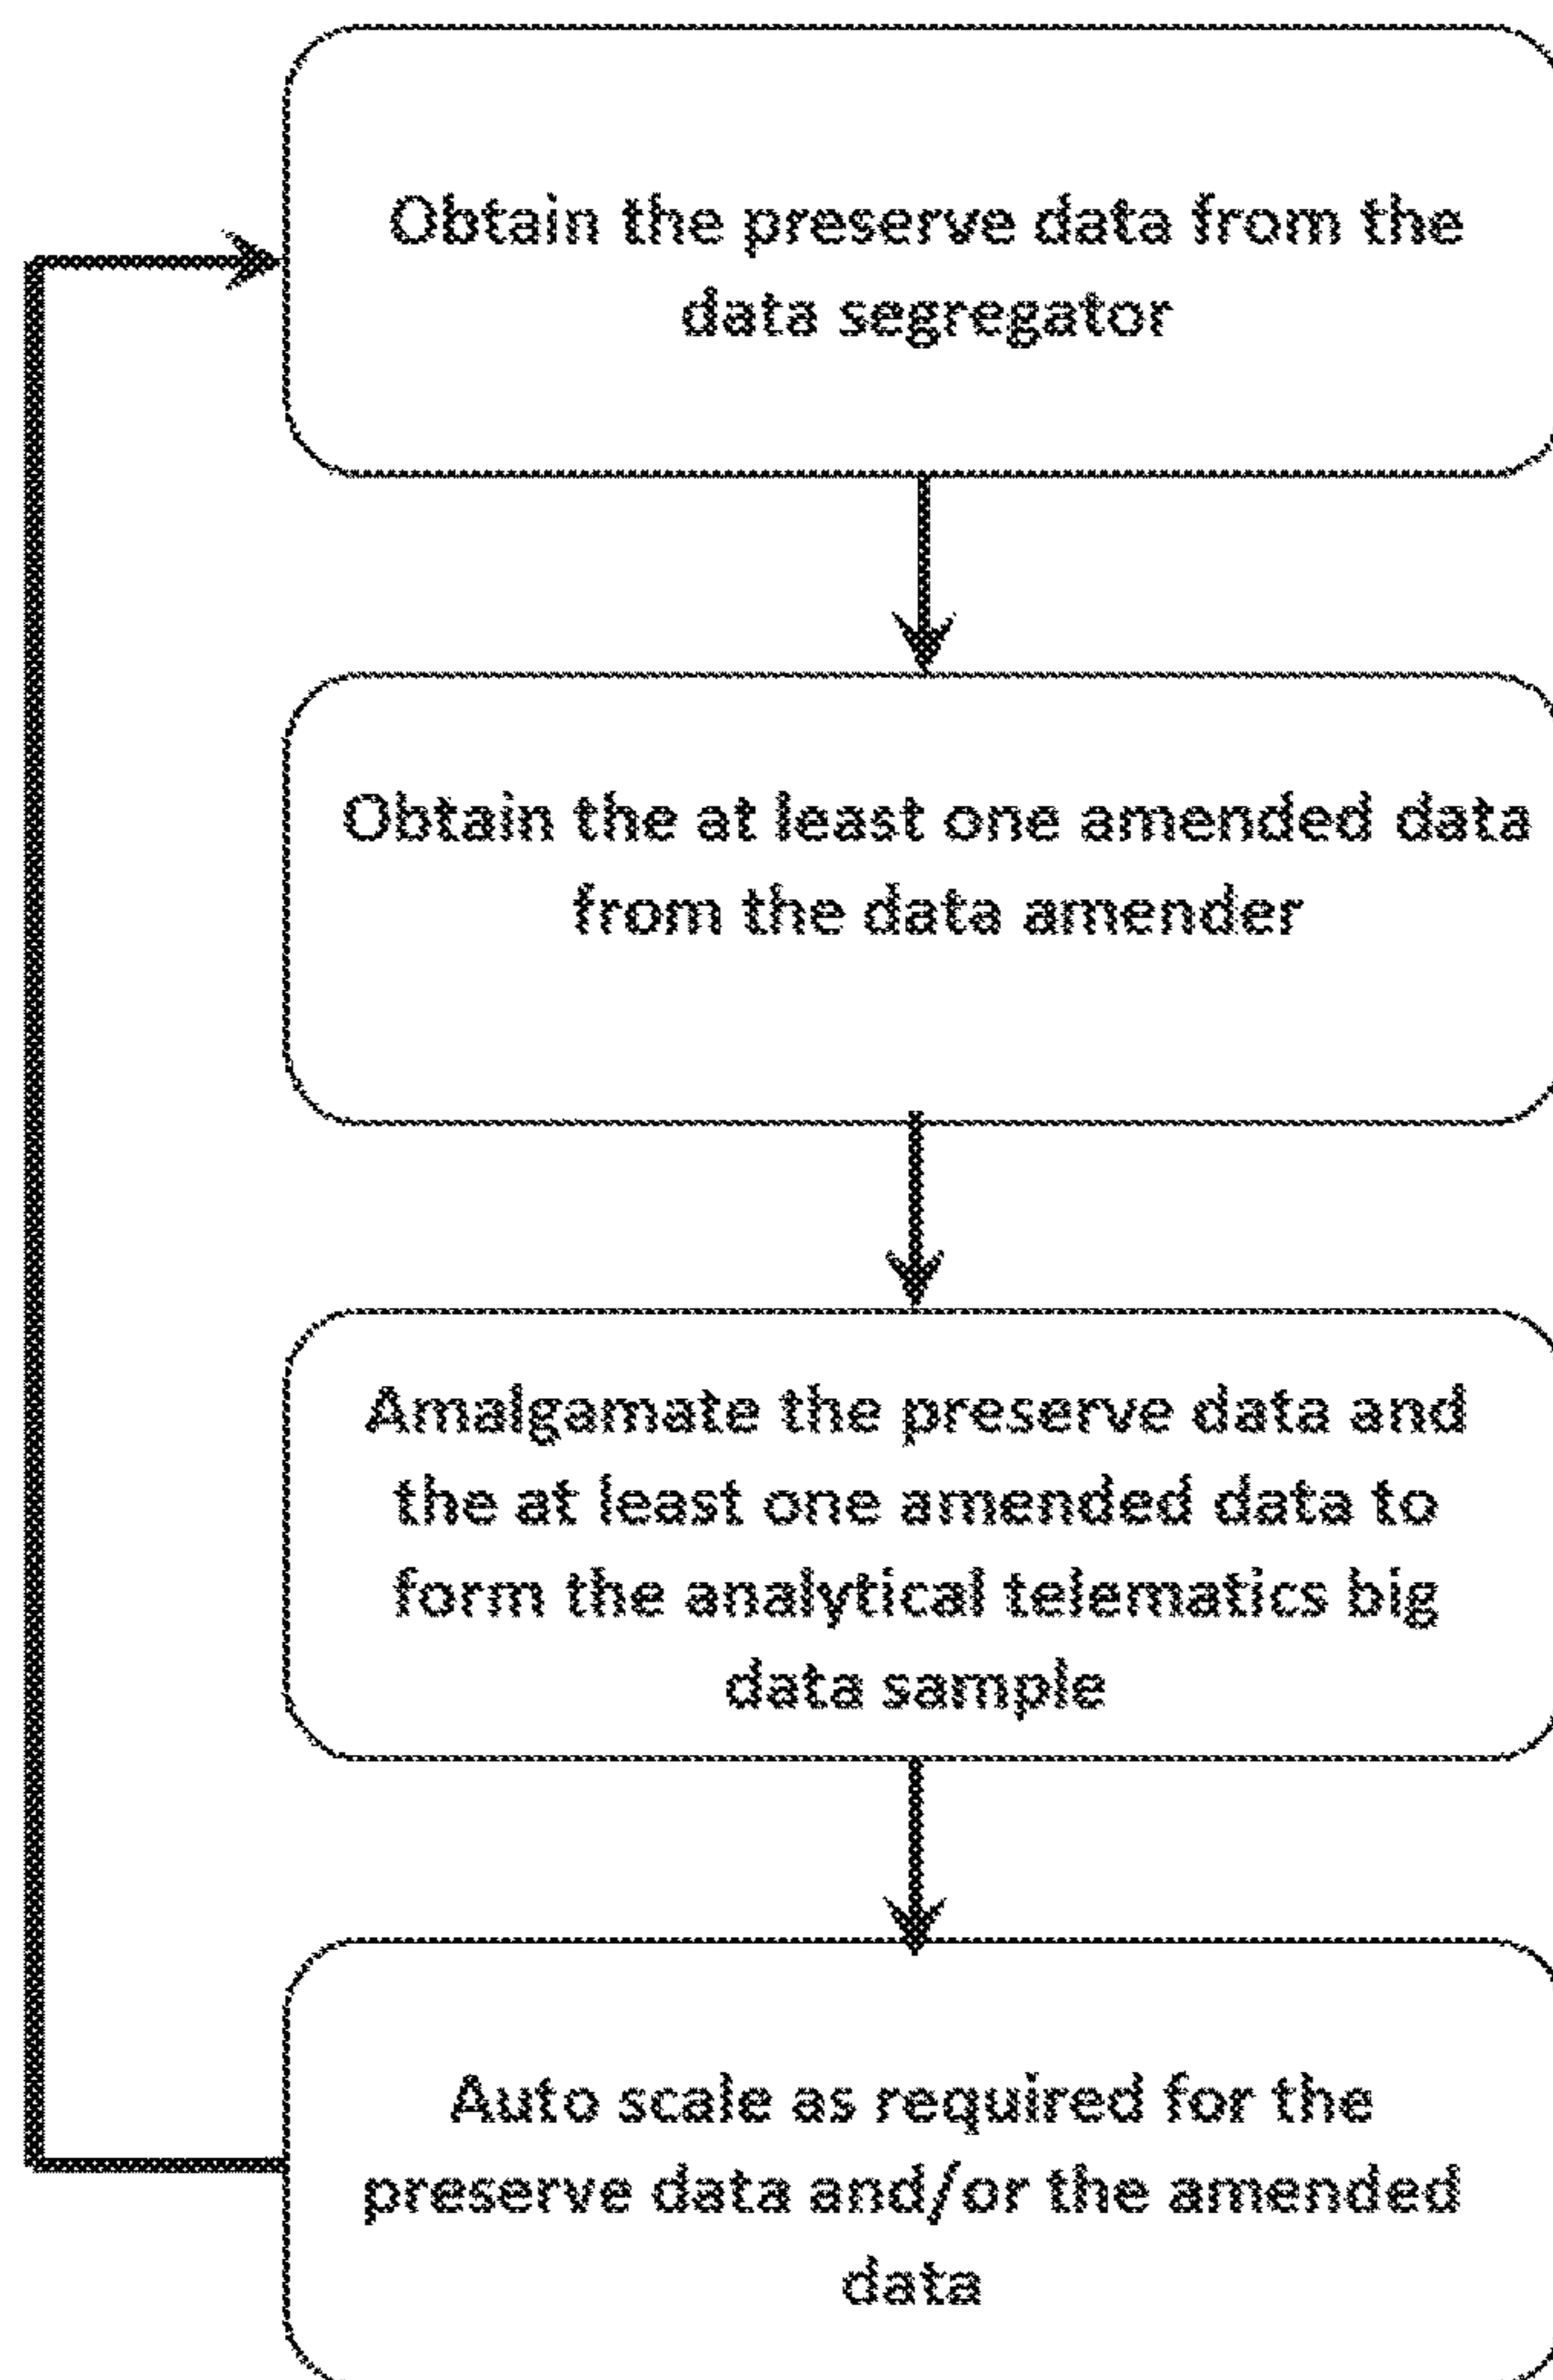 Obtain the preserve data from the
data segregator
Obtain the at least one amended data
from the data amender
Amalgamate the preserve data and
the at least one amended data to
form the analytical telematics big
data sample
Auto scale as required for the
preserve data and/or the amended
data